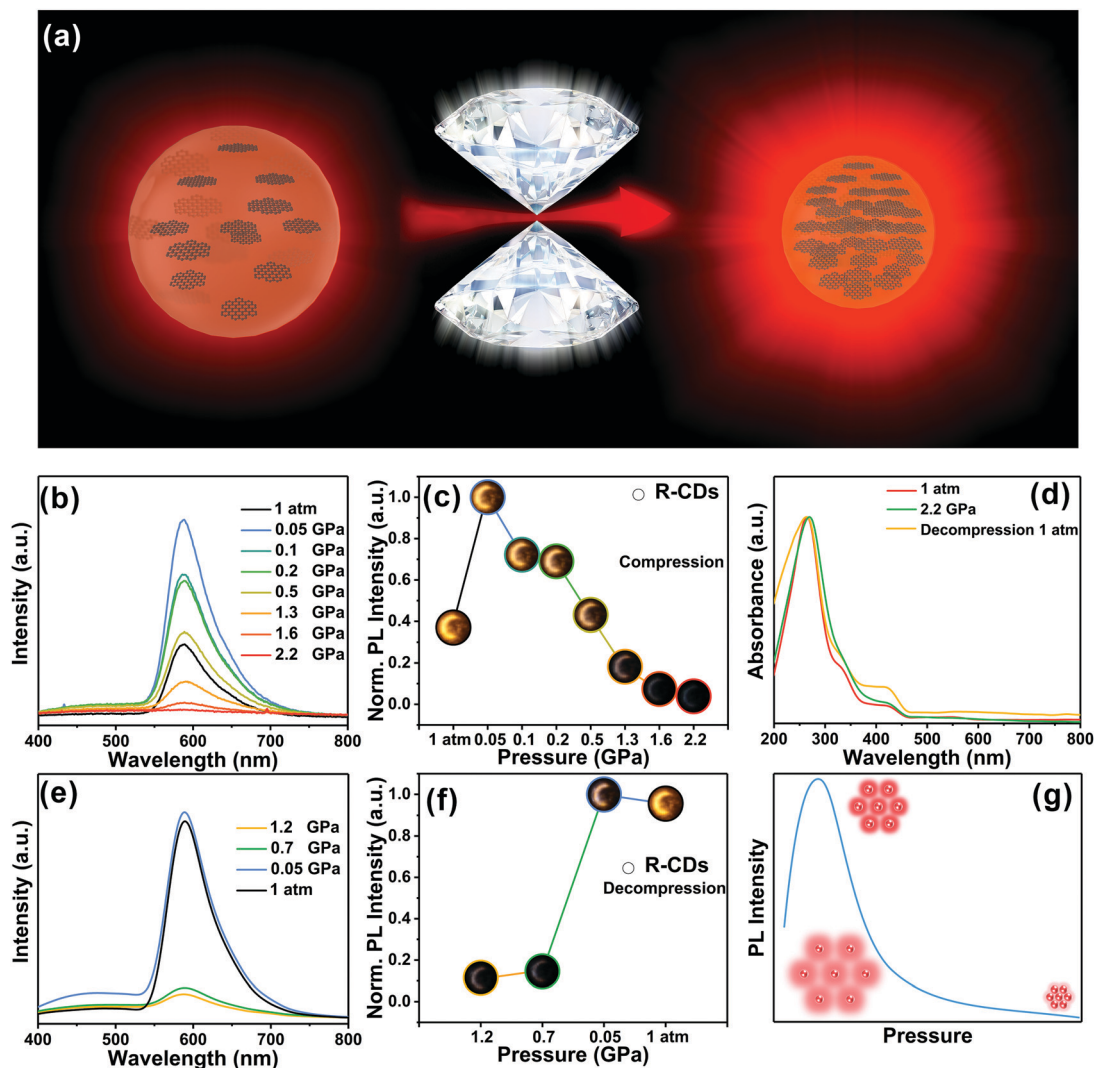 (a)
(b)
Intensity (a.u.)
1 atm
0.05 GPa
0.1 GPa
0.2 GPa
0.5 GPa
1.3 GPa
1.6 GPa
2.2 GPa
400 500 600 700 800
Wavelength (nm)
(c)
Norm. PL Intensity (a.u.)
1.0
0.8
0.6
0.4
0.2
0.0
R-CDs
Compression
1 atm 0.05 0.1 0.2 0.5 1.3 1.6 2.2
Pressure (GPa)
(d)
Absorbance (a.u.)
1 atm
2.2 GPa
Decompression 1 atm
200 300 400 500 600 700 800
Wavelength (nm)
(e)
Intensity (a.u.)
1.2 GPa
0.7 GPa
0.05 GPa
1 atm
400 500 600 700 800
Wavelength (nm)
(f)
Norm. PL Intensity (a.u.)
1.0
0.8
0.6
0.4
0.2
0.0
R-CDs
Decompression
1.2 0.7 0.05 1 atm
Pressure (GPa)
(g)
PL Intensity
Pressure